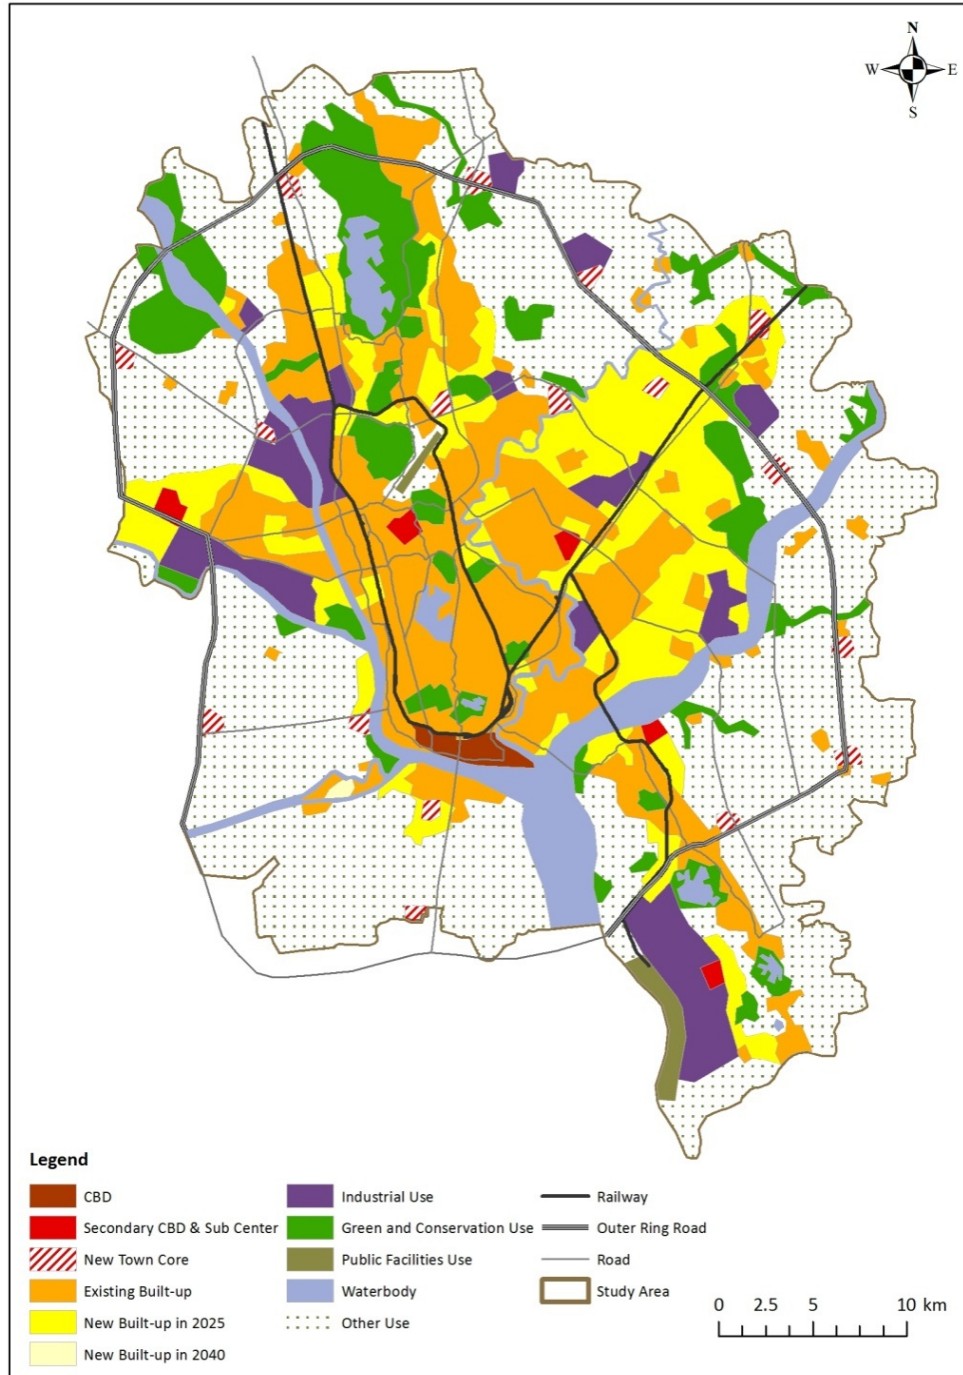 N
W E
S
Legend
CBD
Secondary CBD & Sub Center
New Town Core
Existing Built-up
New Built-up in 2025
New Built-up in 2040
Industrial Use
Green and Conservation Use
Public Facilities Use
Waterbody
Other Use
Railway
Outer Ring Road
Road
Study Area
0 2.5 5 10 km